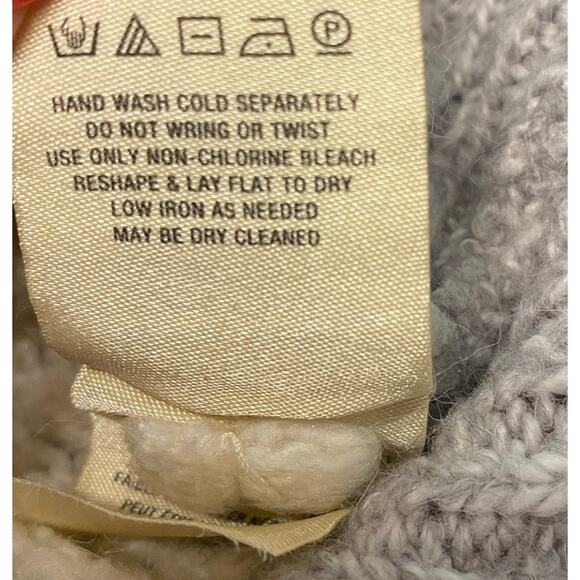 P
HAND WASH COLD SEPARATELY
DO NOT WRING OR TWIST
USE ONLY NON-CHLORINE BLEACH
RESHAPE & LAY FLAT TO DRY
LOW IRON AS NEEDED
MAY BE DRY CLEANED
PEUT